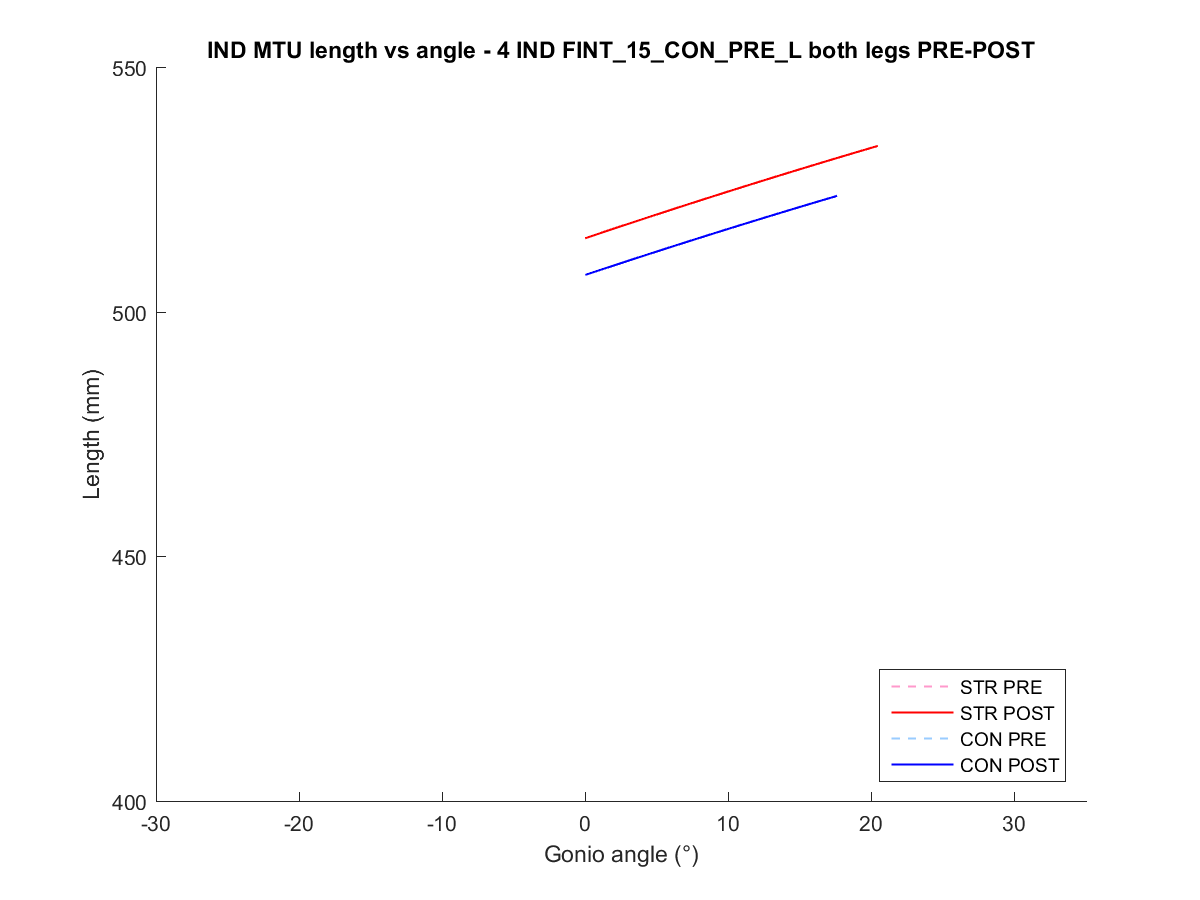 IND MTU length vs angle - 4 IND FINT_15_CON_PRE_L both legs PRE-POST
550
500
450
400
Length (mm)
-30
-20
-10
0
10
20
30
Gonio angle (°)
STR PRE
STR POST
CON PRE
CON POST